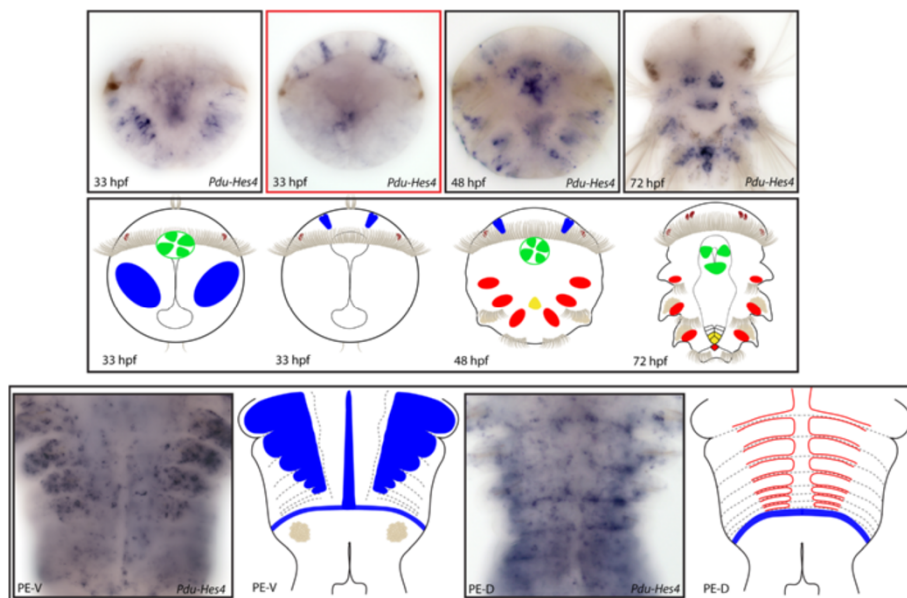 33 hpf Pdu-Hes4
33 hpf Pdu-Hes4
48 hpf Pdu-Hes4
72 hpf Pdu-Hes4
33 hpf
33 hpf
48 hpf
72 hpf
PE-V Pdu-Hes4
PE-V
PE-D Pdu-Hes4
PE-D